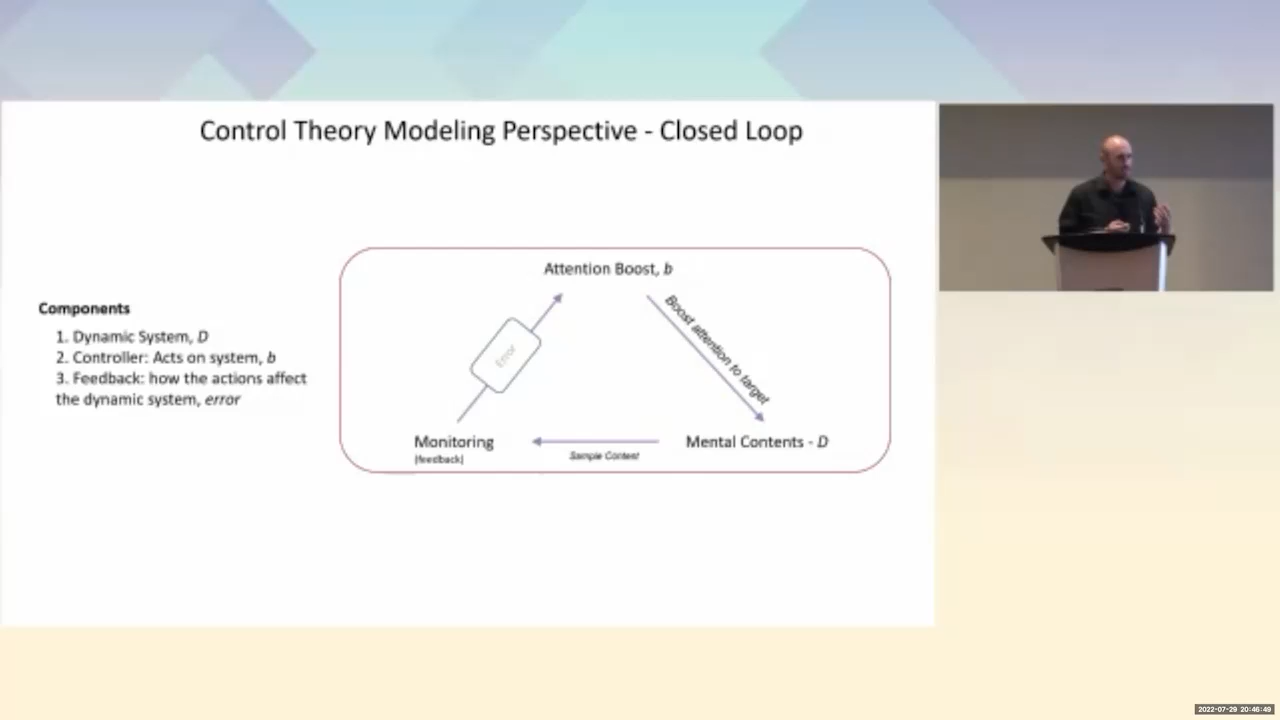 Control Theory Modeling Perspective - Closed Loop
Attention Boost, b
Boost attention to target
Error
Components
1. Dynamic System, D
2. Controller: Acts on system, b
3. Feedback: how the actions affect
the dynamic system, error
Monitoring
(feedback)
Sample Content
Mental Contents - D
2022-07-29 20:46:49